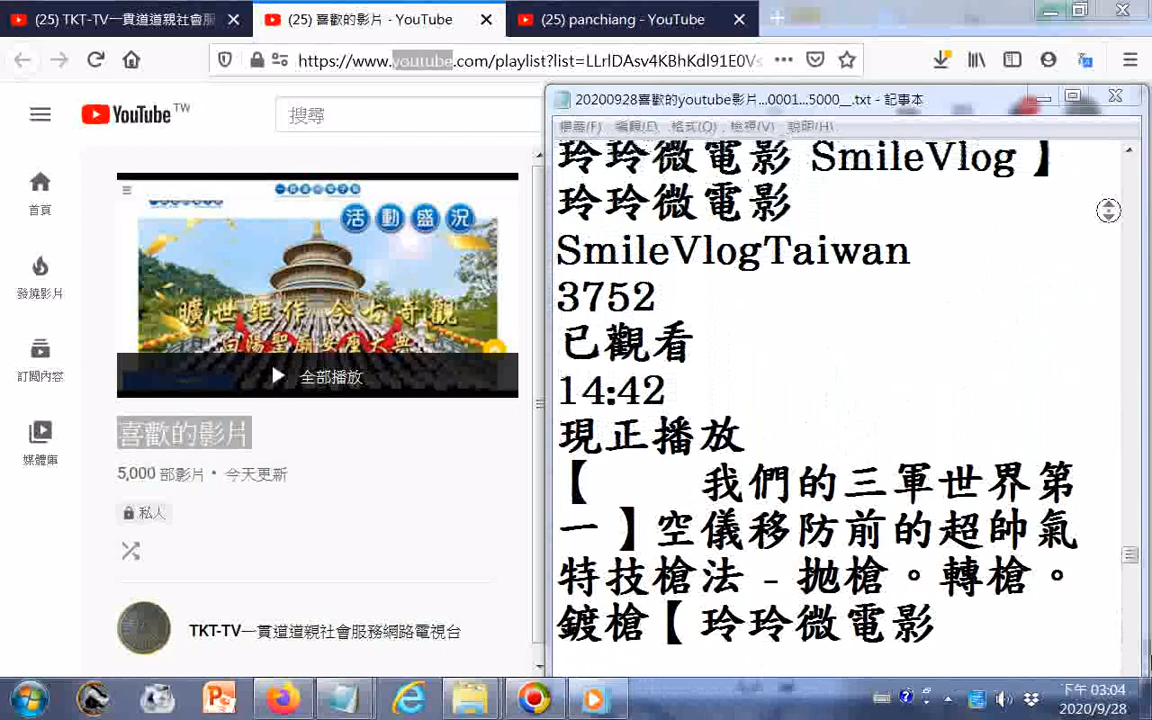 (25) TKT-TV一貫道道親社會服
(25) 喜歡的影片 - YouTube
(25) panchiang - YouTube
https://www.youtube.com/playlist?list=LLrlDAsv4KBhKdl91E0Vs
YouTube TW
搜尋
首頁
發燒影片
訂閱內容
媒體庫
活動盛況
曠世鉅作 今古奇觀
全部播放
喜歡的影片
5,000 部影片 • 今天更新
私人
TKT-TV一貫道道親社會服務網路電視台
20200928喜歡的youtube影片...0001...5000__.txt - 記事本
檔案(F) 編輯(E) 格式(O) 檢視(V) 說明(H)
玲玲微電影 SmileVlog】
玲玲微電影
SmileVlogTaiwan
3752
已觀看
14:42
現正播放
【 我們的三軍世界第
一 】空儀移防前的超帥氣
特技槍法 - 拋槍。轉槍。
鍍槍【 玲玲微電影
下午 03:04
2020/9/28